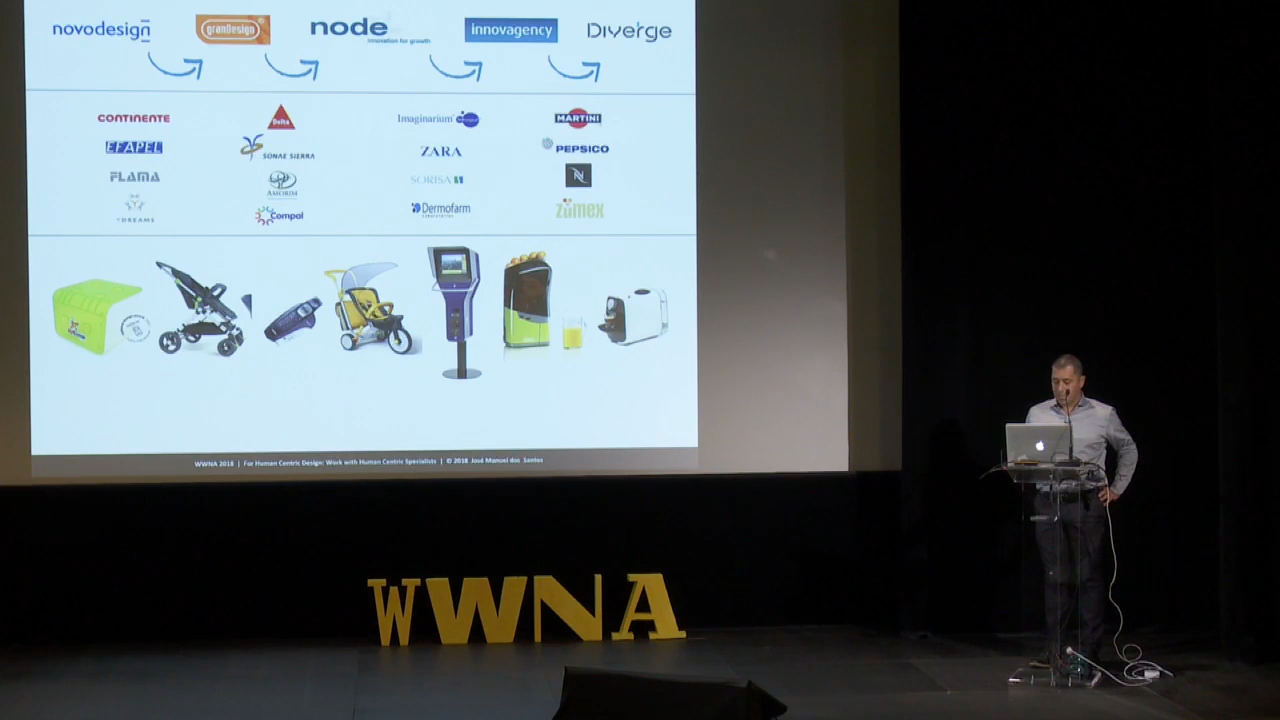 novodesign
granDesign
node
innovation for growth
innovagency
Diverge
CONTINENTE
Delta
Imaginarium
MARTINI
EFAPEL
SONAE SIERRA
ZARA
PEPSICO
FLAMA
AMORIM
SORISA
N
YDREAMS
Compal
Dermofarm
zumex
WWNA 2018 | For Human Centric Design: Work with Human Centric Specialists | © 2018 José Manuel dos Santos
WWNA